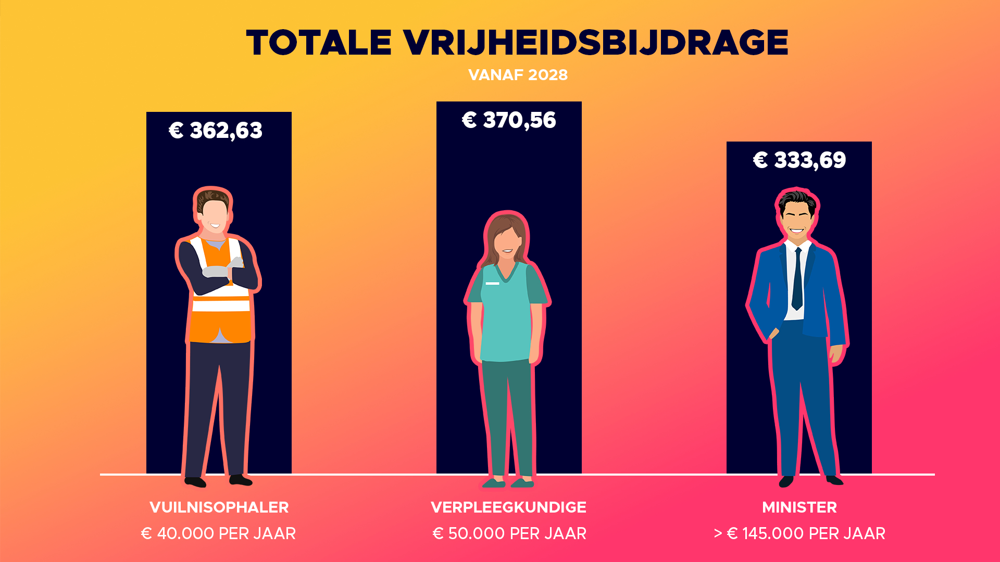 TOTALE VRIJHEIDSBIJDRAGE
VANAF 2028
€ 362,63
€ 370,56
€ 333,69
VUILNISOPHALER
€ 40.000 PER JAAR
VERPLEEGKUNDIGE
€ 50.000 PER JAAR
MINISTER
> € 145.000 PER JAAR